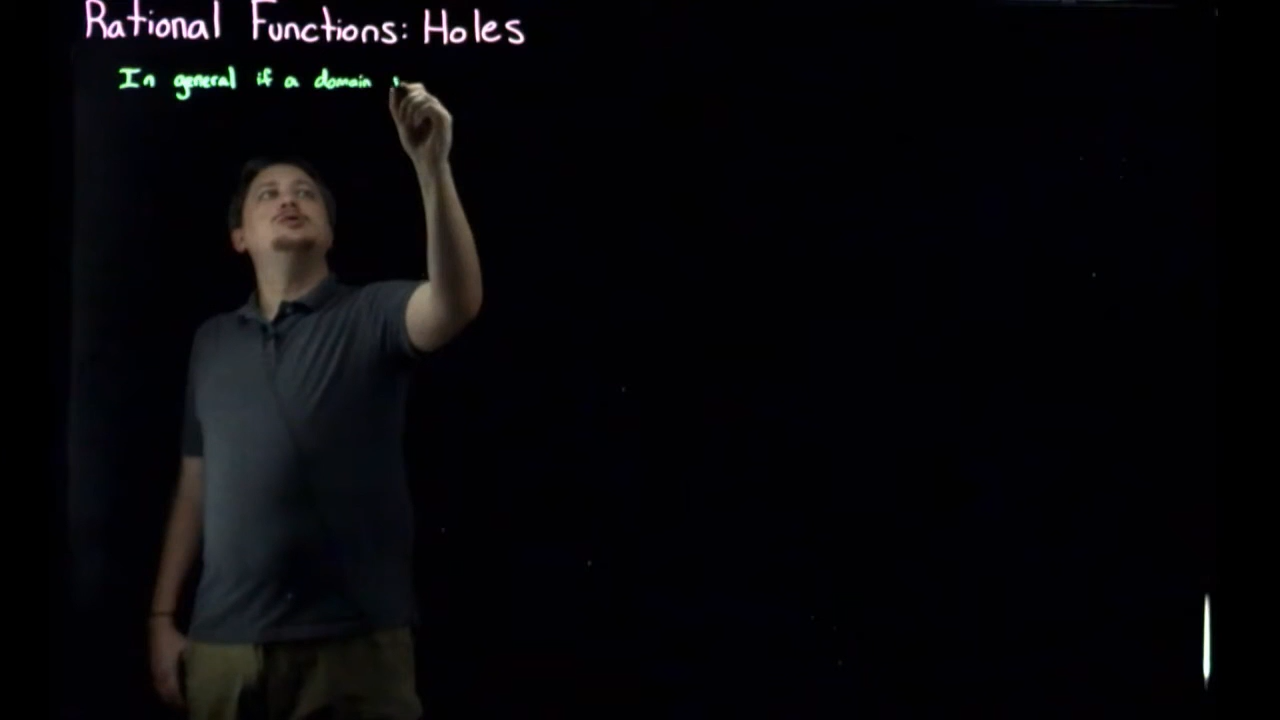 Rational Functions: Holes
In general if a domain